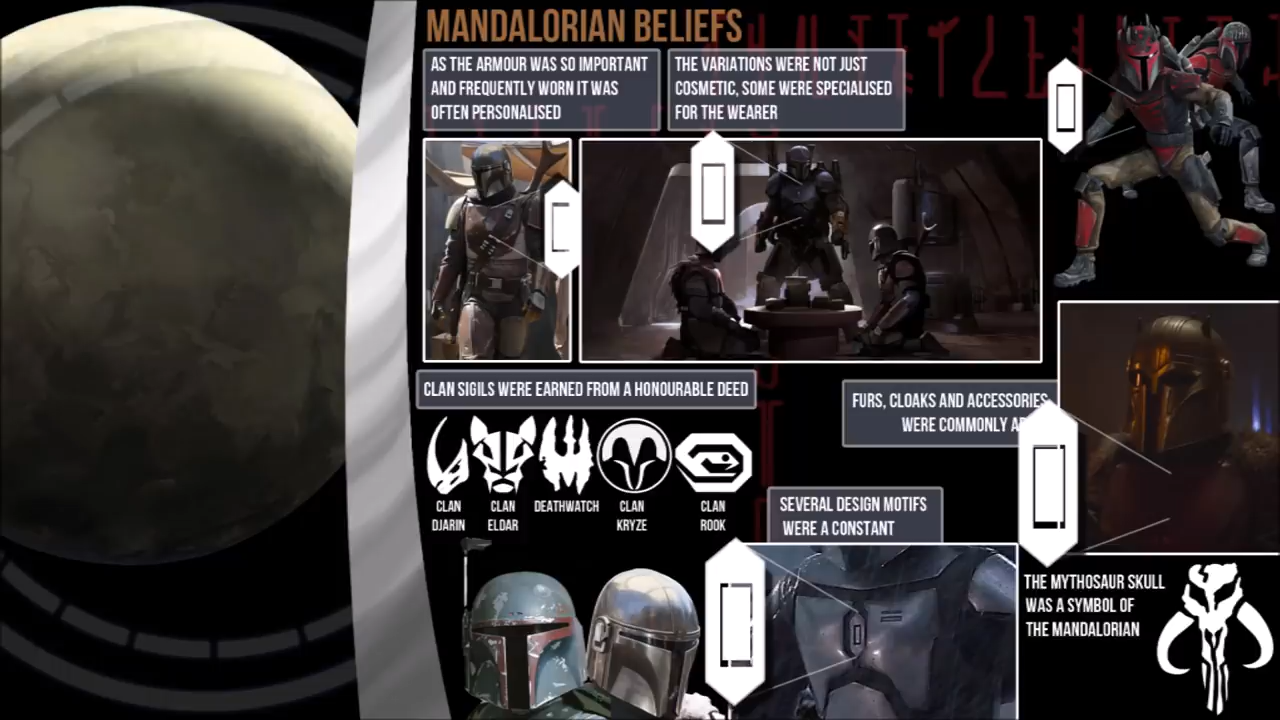 MANDALORIAN BELIEFS
AS THE ARMOUR WAS SO IMPORTANT
AND FREQUENTLY WORN IT WAS
OFTEN PERSONALISED
THE VARIATIONS WERE NOT JUST
COSMETIC, SOME WERE SPECIALISED
FOR THE WEARER
CLAN SIGILS WERE EARNED FROM A HONOURABLE DEED
FURS, CLOAKS AND ACCESSORIES
WERE COMMONLY
CLAN
DJARIN
CLAN
ELDAR
DEATHWATCH
CLAN
KRYZE
CLAN
ROOK
SEVERAL DESIGN MOTIFS
WERE A CONSTANT
THE MYTHOSAUR SKULL
WAS A SYMBOL OF
THE MANDALORIAN